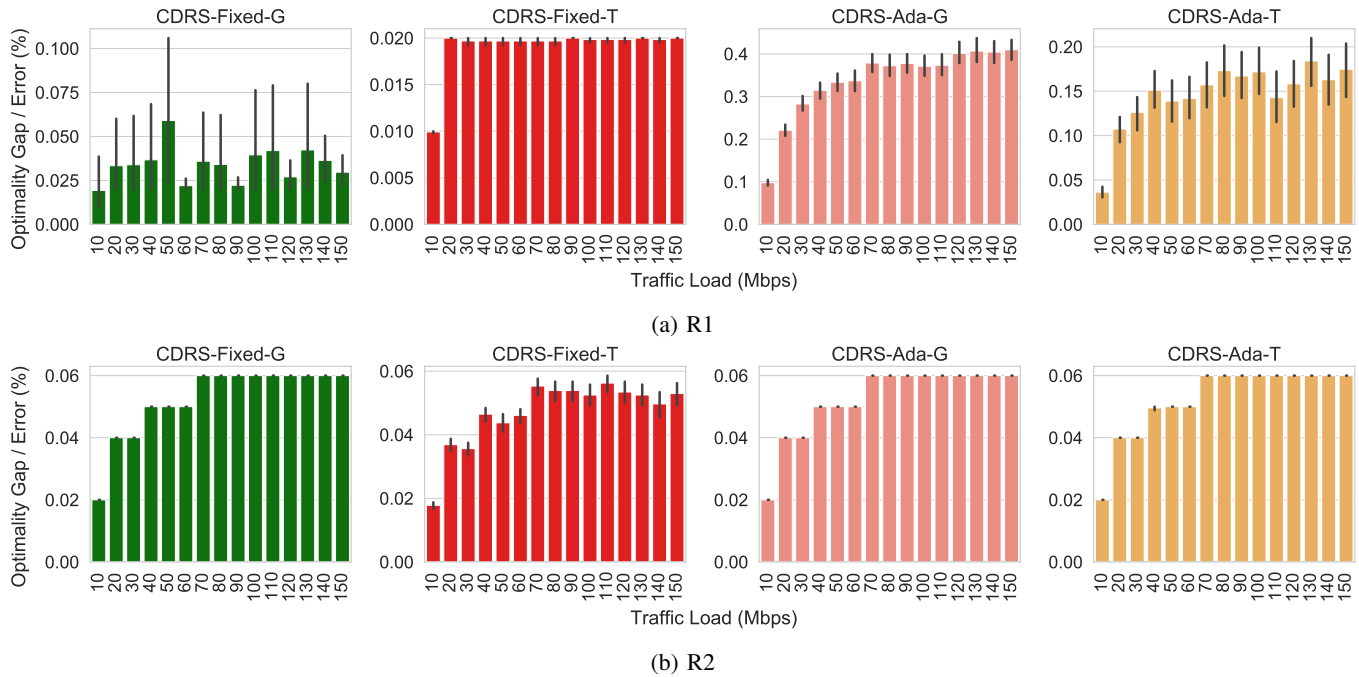 CDRS-Fixed-G CDRS-Fixed-T CDRS-Ada-G CDRS-Ada-T
Optimality Gap / Error (%)
0.100
0.075
0.050
0.025
0.000
10 20 30 40 50 60 70 80 90 100 110 120 130 140 150
0.020
0.015
0.010
0.005
0.000
10 20 30 40 50 60 70 80 90 100 110 120 130 140 150
0.4
0.3
0.2
0.1
0.0
10 20 30 40 50 60 70 80 90 100 110 120 130 140 150
0.20
0.15
0.10
0.05
0.00
10 20 30 40 50 60 70 80 90 100 110 120 130 140 150
Traffic Load (Mbps)
(a) R1
CDRS-Fixed-G CDRS-Fixed-T CDRS-Ada-G CDRS-Ada-T
Optimality Gap / Error (%)
0.06
0.04
0.02
0.00
10 20 30 40 50 60 70 80 90 100 110 120 130 140 150
0.06
0.04
0.02
0.00
10 20 30 40 50 60 70 80 90 100 110 120 130 140 150
0.06
0.04
0.02
0.00
10 20 30 40 50 60 70 80 90 100 110 120 130 140 150
0.06
0.04
0.02
0.00
10 20 30 40 50 60 70 80 90 100 110 120 130 140 150
Traffic Load (Mbps)
(b) R2